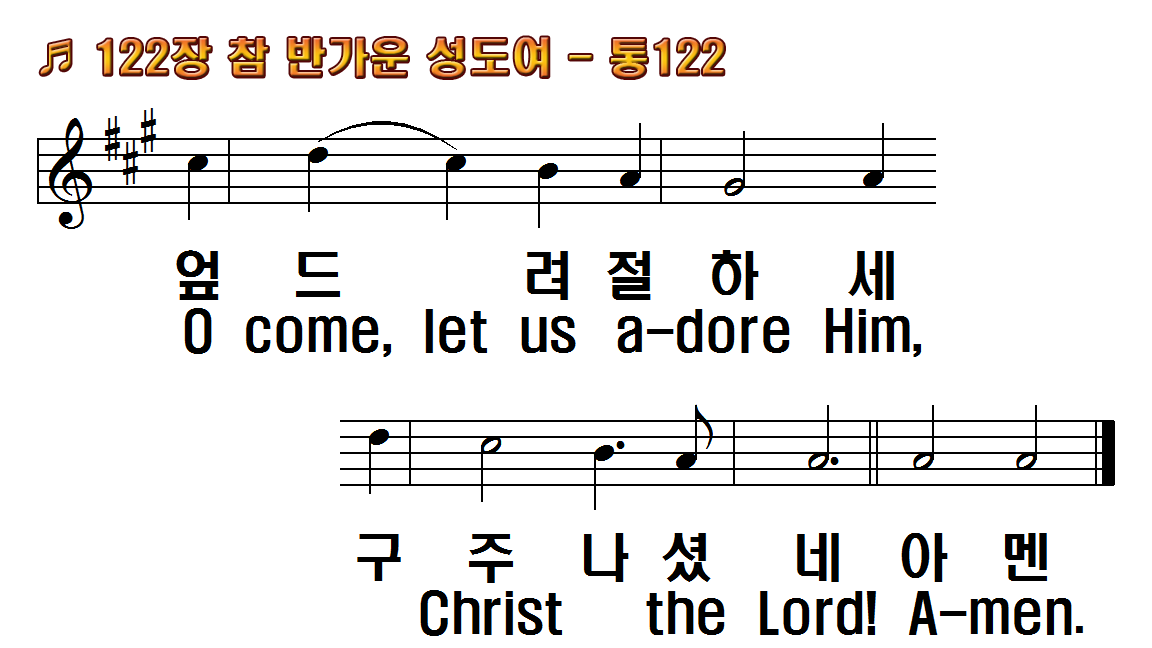 ♬ 122장 참 반가운 성도여 - 통122
엎 드 려 절 하 세
O come, let us a-dore Him,
구 주 나 셨 네 아 멘
Christ the Lord! A-men.